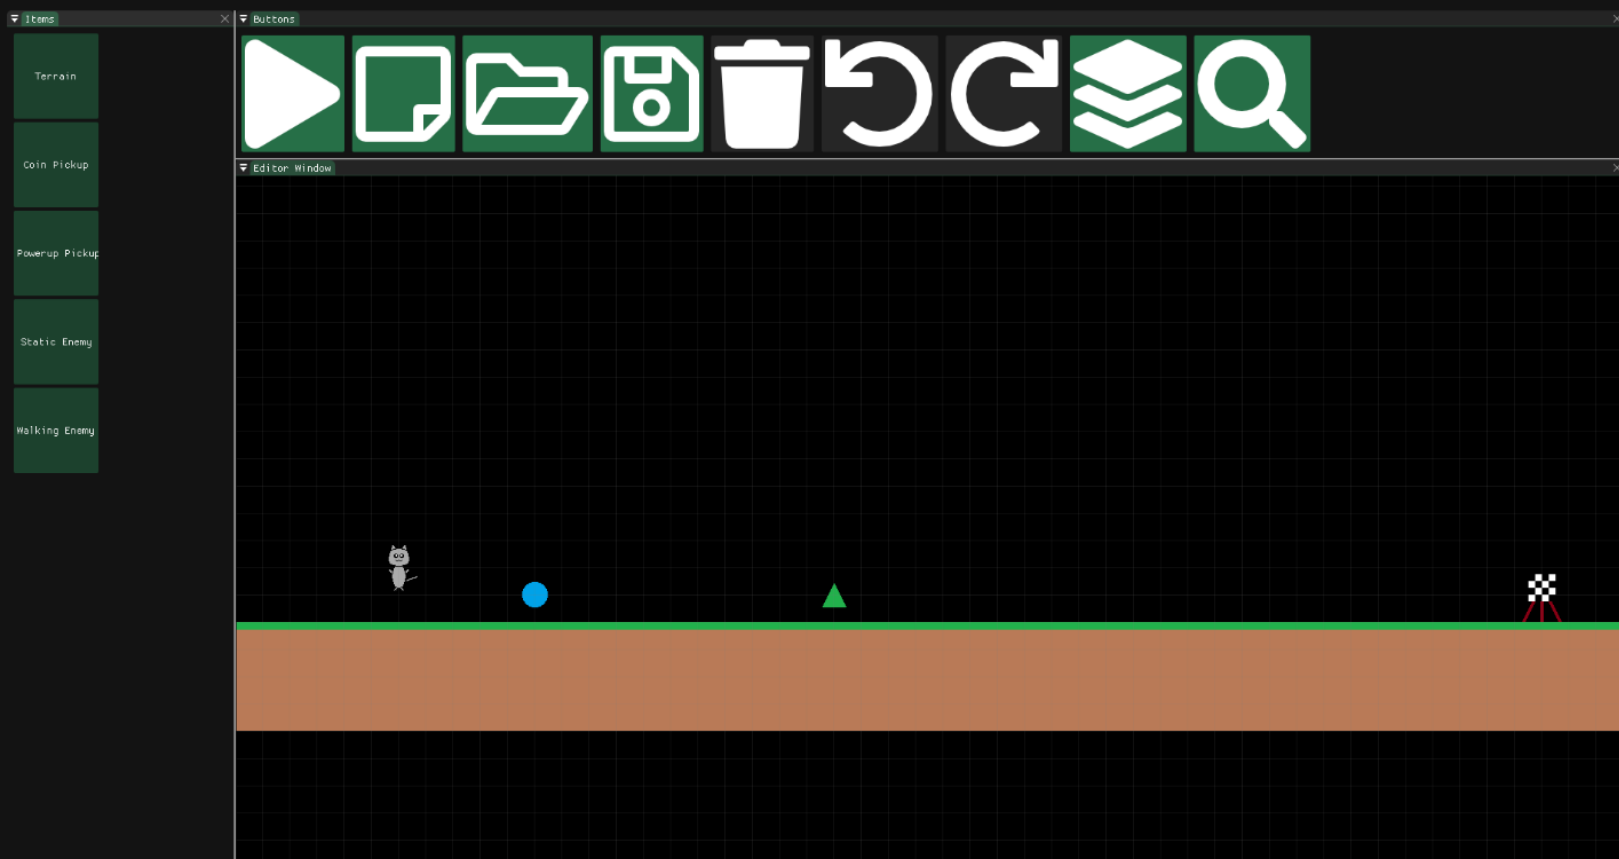 Items
Terrain
Coin Pickup
Powerup Pickup
Static Enemy
Walking Enemy
Buttons
Editor Window